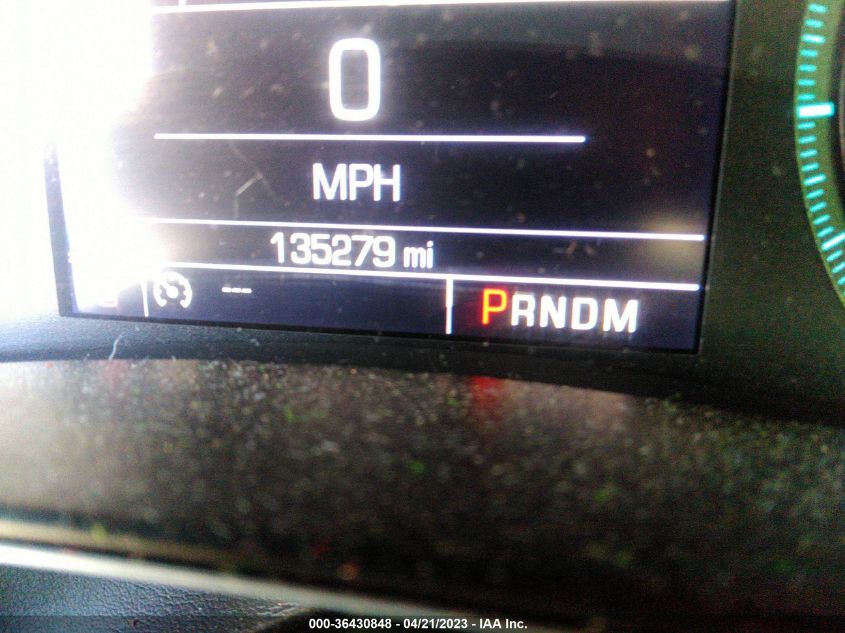 0
MPH
135279 mi
--- PRNDM
000-36430848 - 04/21/2023 - IAA Inc.